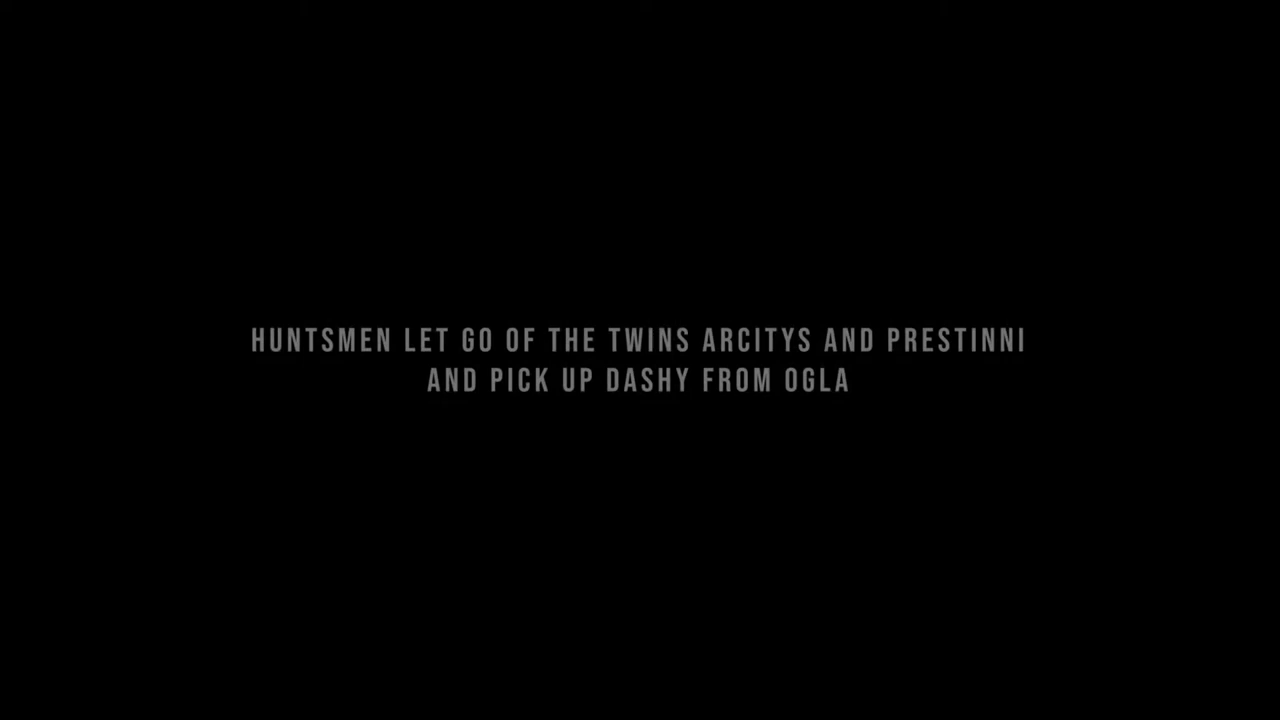 HUNTSMEN LET GO OF THE TWINS ARCITYS AND PRESTINNI
AND PICK UP DASHY FROM OGLA